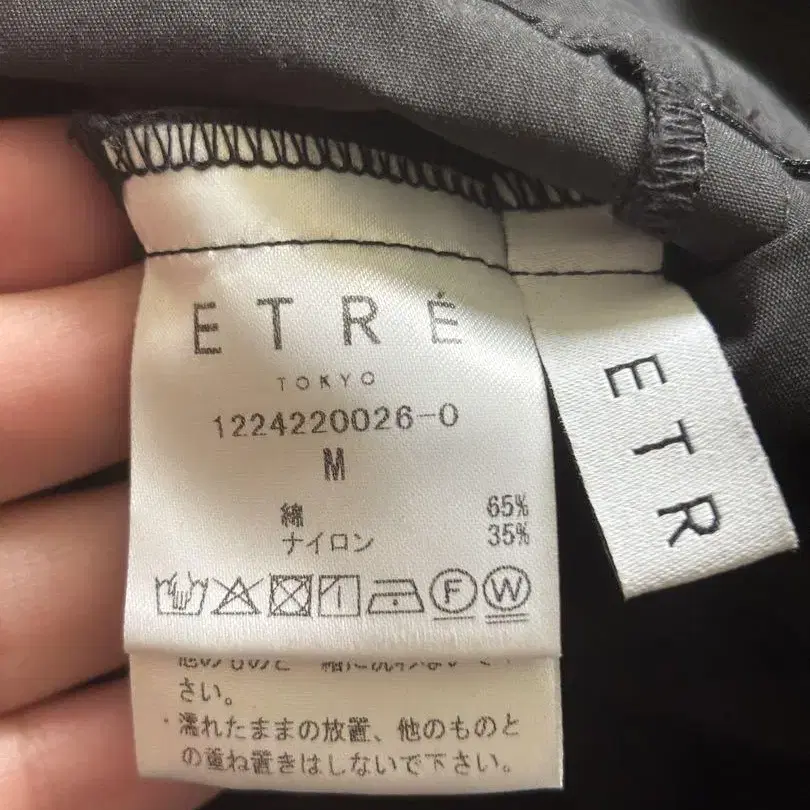 ETRÉ
TOKYO
1224220026-0
M
綿 65%
ナイロン 35%
F W
さい。
・濡れたままの放置、他のものと
の重ね置きはしないで下さい。
ETR